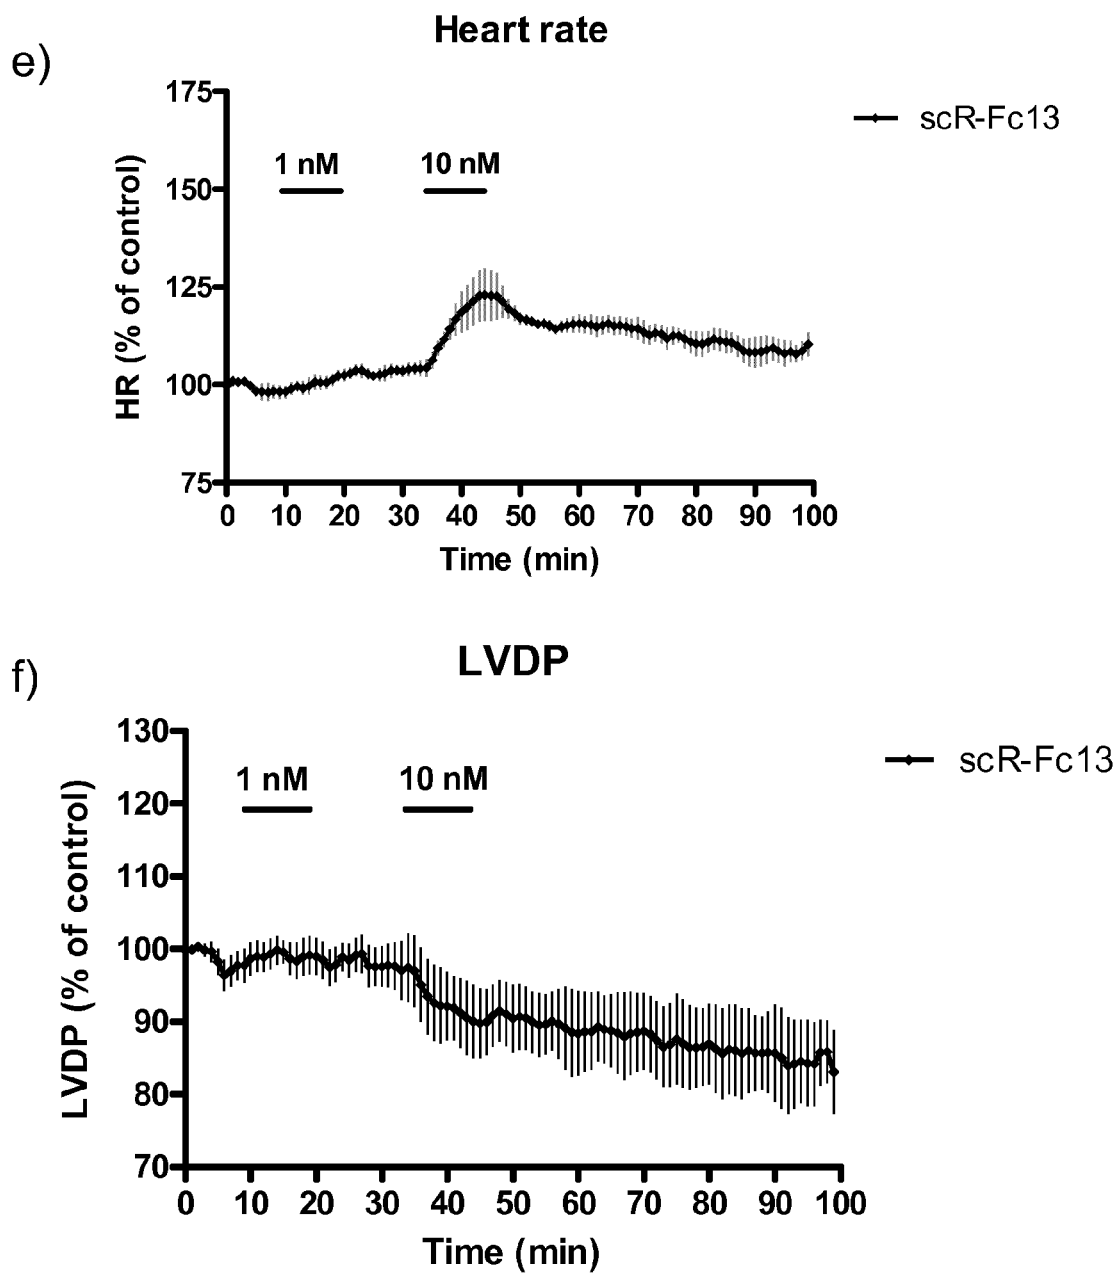 Heart rate
e)
175
150
125
100
75
HR (% of control)
1 nM
10 nM
scR-Fc13
0 10 20 30 40 50 60 70 80 90 100
Time (min)
LVDP
f)
130
120
110
100
90
80
70
LVDP (% of control)
1 nM
10 nM
scR-Fc13
0 10 20 30 40 50 60 70 80 90 100
Time (min)